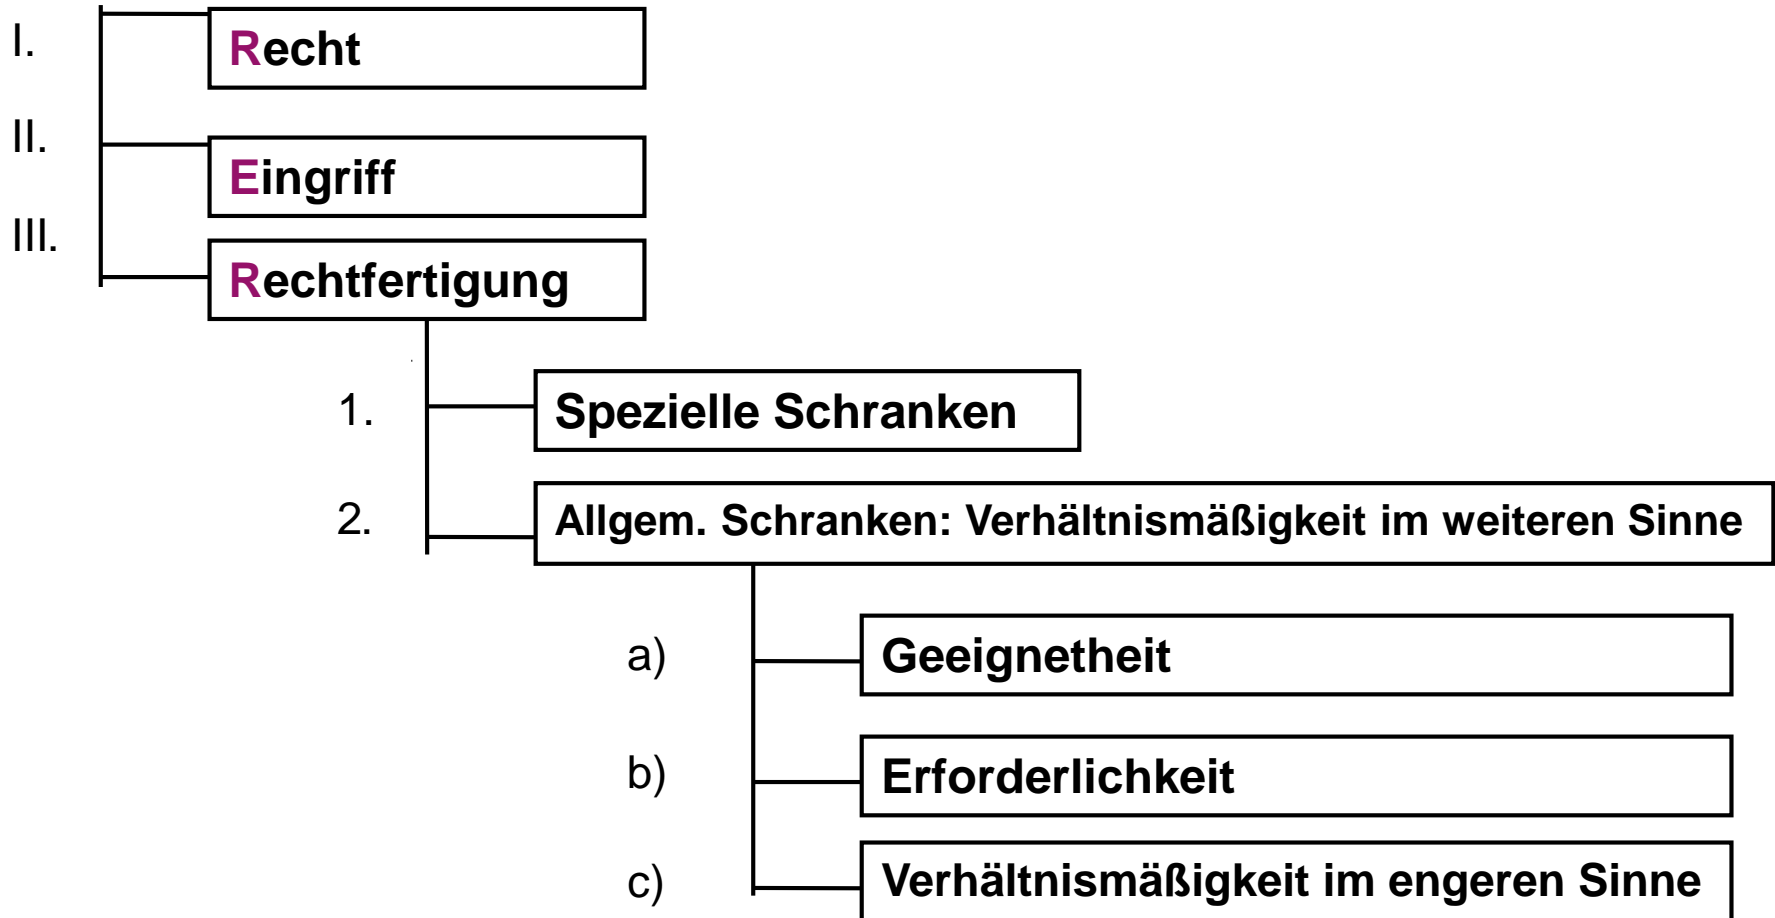 I. Recht
II. Eingriff
III. Rechtfertigung
1. Spezielle Schranken
2. Allgem. Schranken: Verhältnismäßigkeit im weiteren Sinne
a) Geeignetheit
b) Erforderlichkeit
c) Verhältnismäßigkeit im engeren Sinne